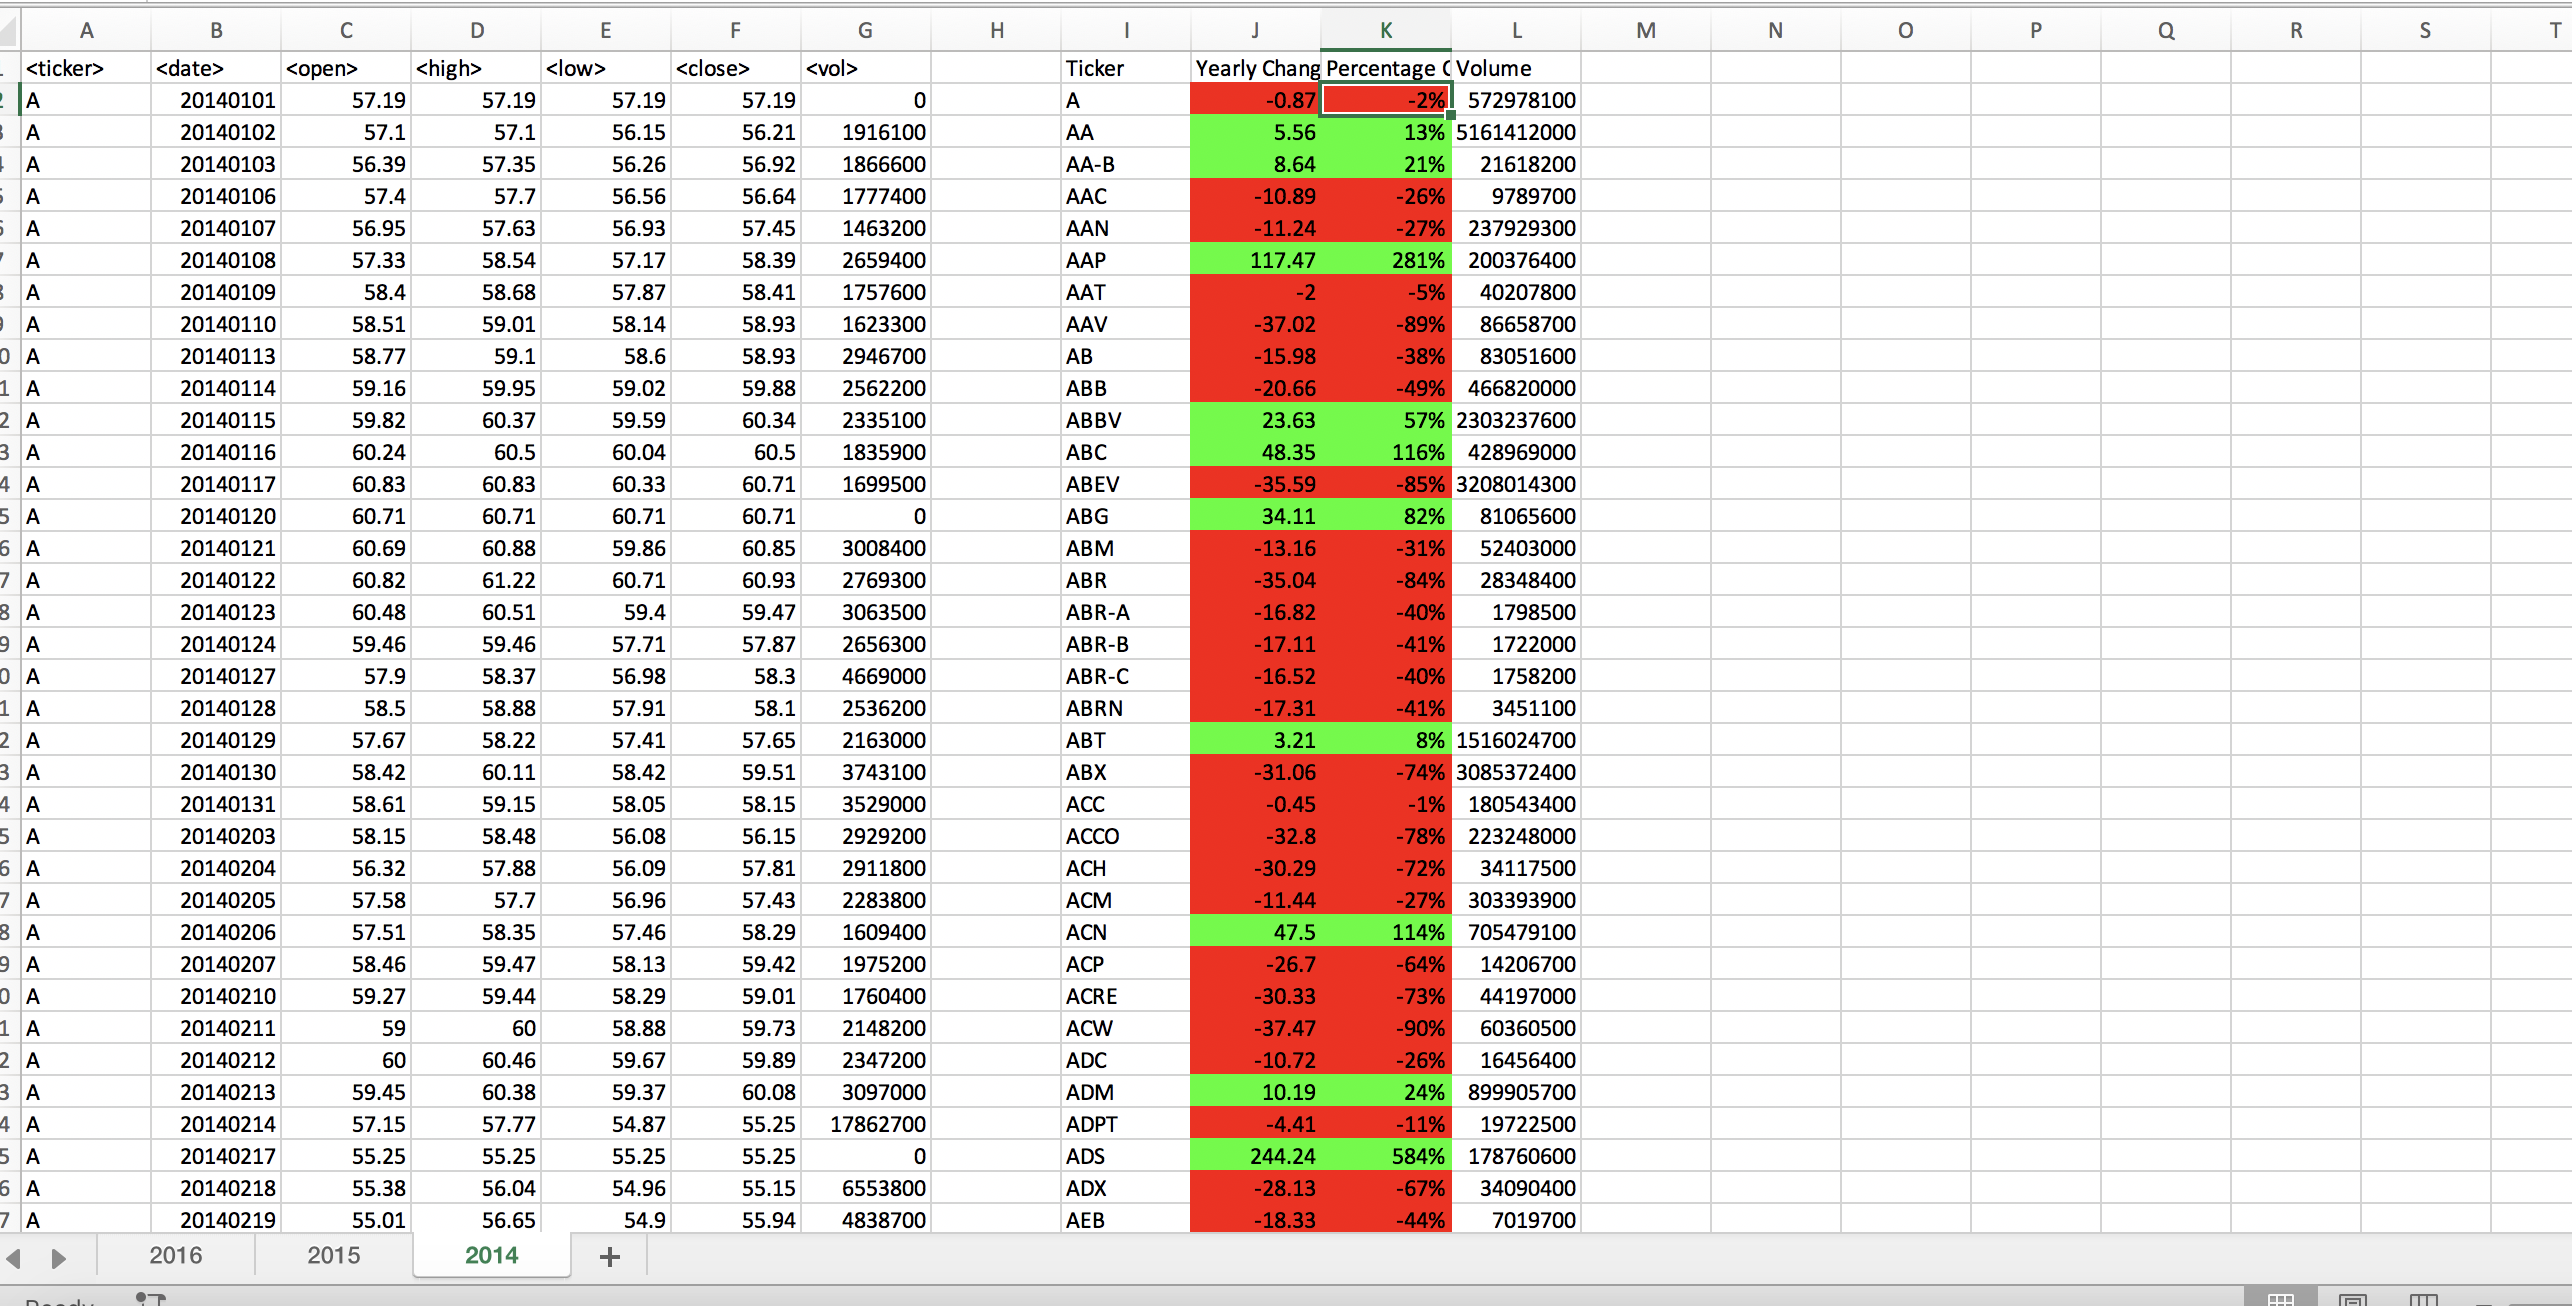 A B C D E F G H I J K L M N O P Q R S T
<ticker> <date> <open> <high> <low> <close> <vol> Ticker Yearly Chang Percentage C Volume
2 A 20140101 57.19 57.19 57.19 57.19 0 A -0.87 -2% 572978100
3 A 20140102 57.1 57.1 56.15 56.21 1916100 AA 5.56 13% 5161412000
4 A 20140103 56.39 57.35 56.26 56.92 1866600 AA-B 8.64 21% 21618200
5 A 20140106 57.4 57.7 56.56 56.64 1777400 AAC -10.89 -26% 9789700
6 A 20140107 56.95 57.63 56.93 57.45 1463200 AAN -11.24 -27% 237929300
7 A 20140108 57.33 58.54 57.17 58.39 2659400 AAP 117.47 281% 200376400
8 A 20140109 58.4 58.68 57.87 58.41 1757600 AAT -2 -5% 40207800
9 A 20140110 58.51 59.01 58.14 58.93 1623300 AAV -37.02 -89% 86658700
0 A 20140113 58.77 59.1 58.6 58.93 2946700 AB -15.98 -38% 83051600
1 A 20140114 59.16 59.95 59.02 59.88 2562200 ABB -20.66 -49% 466820000
2 A 20140115 59.82 60.37 59.59 60.34 2335100 ABBV 23.63 57% 2303237600
3 A 20140116 60.24 60.5 60.04 60.5 1835900 ABC 48.35 116% 428969000
4 A 20140117 60.83 60.83 60.33 60.71 1699500 ABEV -35.59 -85% 3208014300
5 A 20140120 60.71 60.71 60.71 60.71 0 ABG 34.11 82% 81065600
6 A 20140121 60.69 60.88 59.86 60.85 3008400 ABM -13.16 -31% 52403000
7 A 20140122 60.82 61.22 60.71 60.93 2769300 ABR -35.04 -84% 28348400
8 A 20140123 60.48 60.51 59.4 59.47 3063500 ABR-A -16.82 -40% 1798500
9 A 20140124 59.46 59.46 57.71 57.87 2656300 ABR-B -17.11 -41% 1722000
0 A 20140127 57.9 58.37 56.98 58.3 4669000 ABR-C -16.52 -40% 1758200
1 A 20140128 58.5 58.88 57.91 58.1 2536200 ABRN -17.31 -41% 3451100
2 A 20140129 57.67 58.22 57.41 57.65 2163000 ABT 3.21 8% 1516024700
3 A 20140130 58.42 60.11 58.42 59.51 3743100 ABX -31.06 -74% 3085372400
4 A 20140131 58.61 59.15 58.05 58.15 3529000 ACC -0.45 -1% 180543400
5 A 20140203 58.15 58.48 56.08 56.15 2929200 ACCO -32.8 -78% 223248000
6 A 20140204 56.32 57.88 56.09 57.81 2911800 ACH -30.29 -72% 34117500
7 A 20140205 57.58 57.7 56.96 57.43 2283800 ACM -11.44 -27% 303393900
8 A 20140206 57.51 58.35 57.46 58.29 1609400 ACN 47.5 114% 705479100
9 A 20140207 58.46 59.47 58.13 59.42 1975200 ACP -26.7 -64% 14206700
0 A 20140210 59.27 59.44 58.29 59.01 1760400 ACRE -30.33 -73% 44197000
1 A 20140211 59 60 58.88 59.73 2148200 ACW -37.47 -90% 60360500
2 A 20140212 60 60.46 59.67 59.89 2347200 ADC -10.72 -26% 16456400
3 A 20140213 59.45 60.38 59.37 60.08 3097000 ADM 10.19 24% 899905700
4 A 20140214 57.15 57.77 54.87 55.25 17862700 ADPT -4.41 -11% 19722500
5 A 20140217 55.25 55.25 55.25 55.25 0 ADS 244.24 584% 178760600
6 A 20140218 55.38 56.04 54.96 55.15 6553800 ADX -28.13 -67% 34090400
7 A 20140219 55.01 56.65 54.9 55.94 4838700 AEB -18.33 -44% 7019700
2016 2015 2014 +
Ready